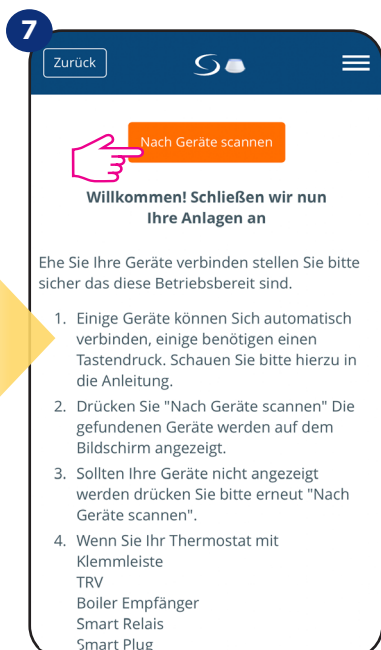 7
Zurück
Nach Geräte scannen
Willkommen! Schließen wir nun
Ihre Anlagen an
Ehe Sie Ihre Geräte verbinden stellen Sie bitte
sicher das diese Betriebsbereit sind.
1. Einige Geräte können Sich automatisch
verbinden, einige benötigen einen
Tastendruck. Schauen Sie bitte hierzu in
die Anleitung.
2. Drücken Sie "Nach Geräte scannen" Die
gefundenen Geräte werden auf dem
Bildschirm angezeigt.
3. Sollten Ihre Geräte nicht angezeigt
werden drücken Sie bitte erneut "Nach
Geräte scannen".
4. Wenn Sie Ihr Thermostat mit
Klemmleiste
TRV
Boiler Empfänger
Smart Relais
Smart Plug